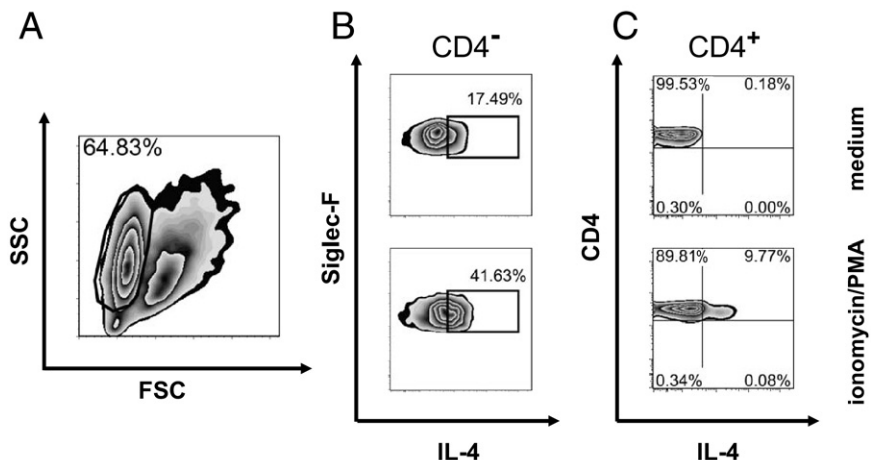 A
64.83%
SSC
FSC
B
CD4⁻
17.49%
41.63%
Siglec-F
IL-4
C
CD4⁺
99.53% 0.18%
0.30% 0.00%
89.81% 9.77%
0.34% 0.08%
CD4
IL-4
medium
ionomycin/PMA